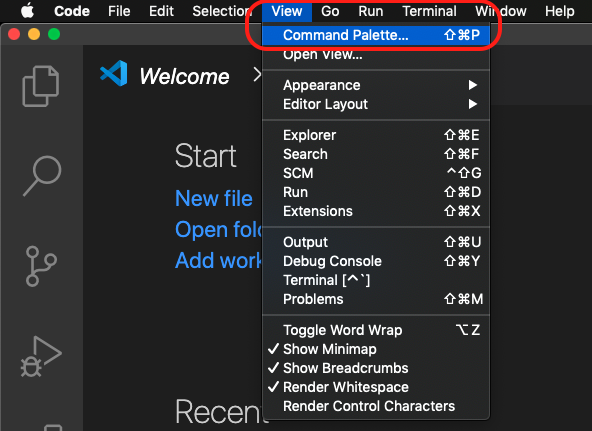 Code File Edit Selection View Go Run Terminal Window Help
Command Palette... ⇧⌘P
Open View...
Welcome
Appearance ▶
Editor Layout ▶
Explorer ⇧⌘E
Search ⇧⌘F
SCM ^⇧G
Run ⇧⌘D
Extensions ⇧⌘X
Output ⇧⌘U
Debug Console ⇧⌘Y
Terminal [^`]
Problems ⇧⌘M
Toggle Word Wrap ⌥Z
✓ Show Minimap
✓ Show Breadcrumbs
✓ Render Whitespace
Render Control Characters
Start
New file
Open fol
Add work
Recent